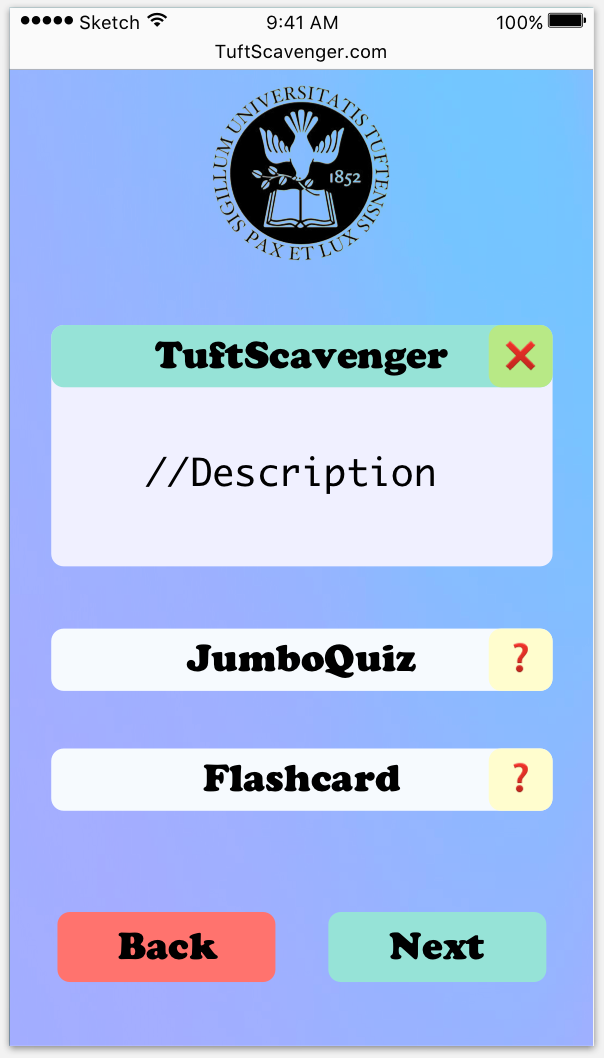 Sketch 9:41 AM 100%
TuftScavenger.com
SIGILLUM UNIVERSITATIS TUFTENSIS
1852
PAX ET LUX
TuftScavenger
//Description
JumboQuiz ?
Flashcard ?
Back Next